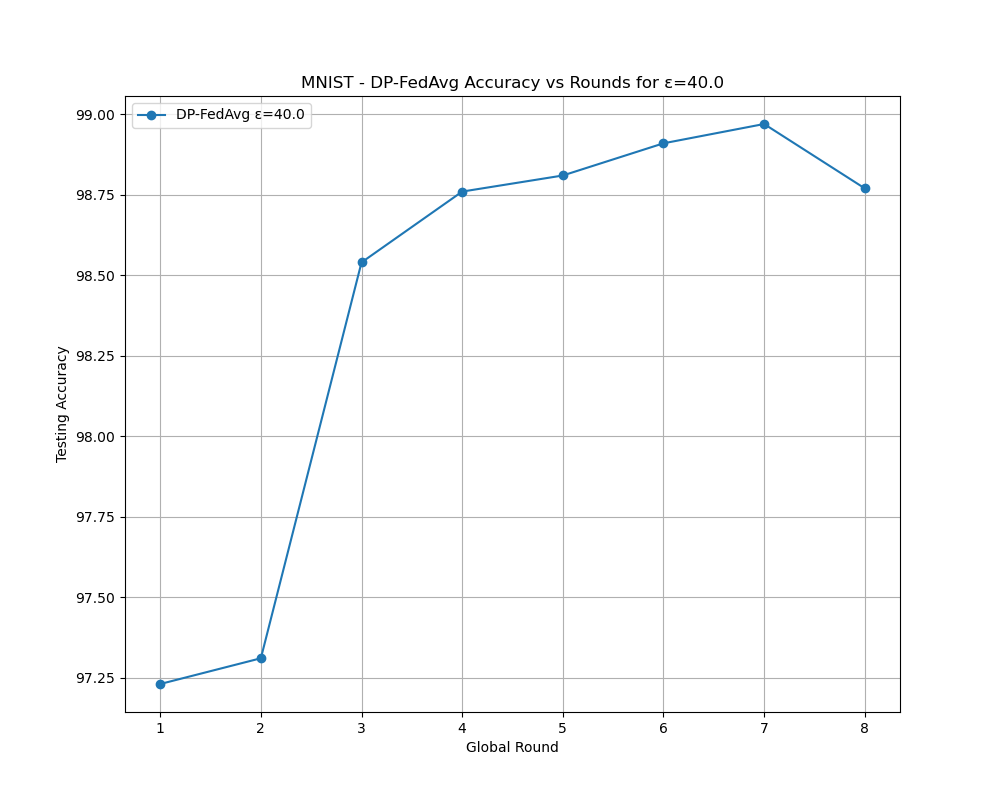 MNIST - DP-FedAvg Accuracy vs Rounds for ε=40.0
DP-FedAvg ε=40.0
99.00
98.75
98.50
98.25
98.00
97.75
97.50
97.25
Testing Accuracy
1 2 3 4 5 6 7 8
Global Round